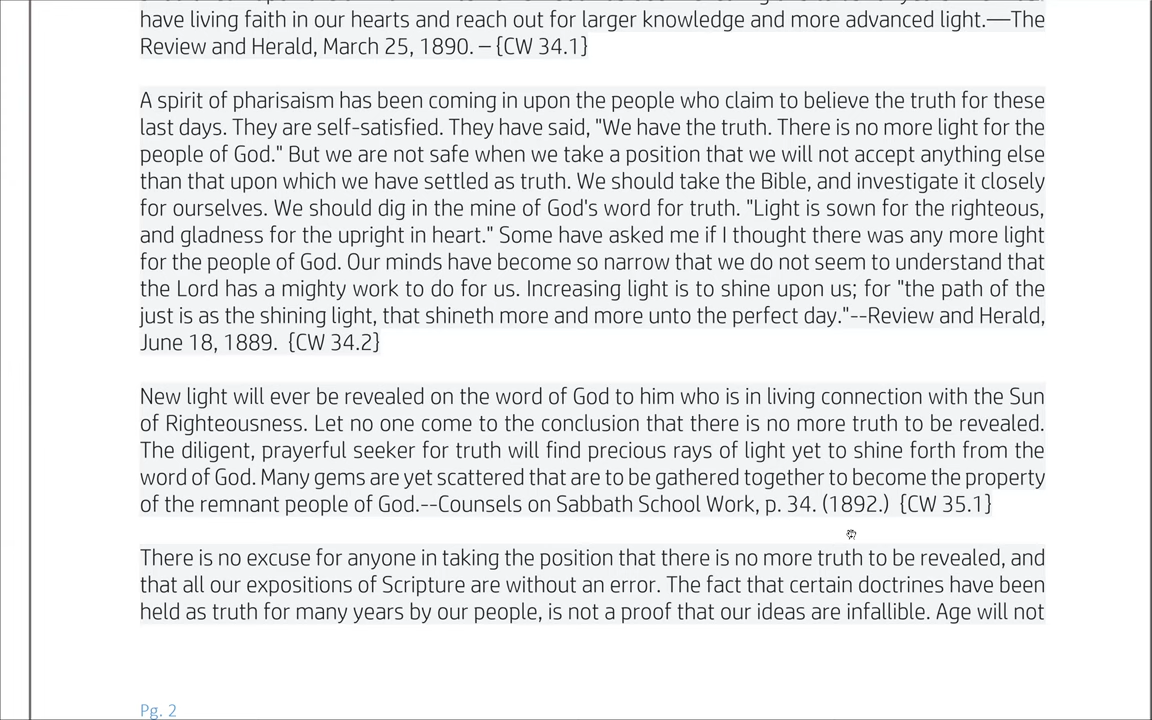 have living faith in our hearts and reach out for larger knowledge and more advanced light.—The
Review and Herald, March 25, 1890. – {CW 34.1}
A spirit of pharisaism has been coming in upon the people who claim to believe the truth for these
last days. They are self-satisfied. They have said, "We have the truth. There is no more light for the
people of God." But we are not safe when we take a position that we will not accept anything else
than that upon which we have settled as truth. We should take the Bible, and investigate it closely
for ourselves. We should dig in the mine of God's word for truth. "Light is sown for the righteous,
and gladness for the upright in heart." Some have asked me if I thought there was any more light
for the people of God. Our minds have become so narrow that we do not seem to understand that
the Lord has a mighty work to do for us. Increasing light is to shine upon us; for "the path of the
just is as the shining light, that shineth more and more unto the perfect day."--Review and Herald,
June 18, 1889. {CW 34.2}
New light will ever be revealed on the word of God to him who is in living connection with the Sun
of Righteousness. Let no one come to the conclusion that there is no more truth to be revealed.
The diligent, prayerful seeker for truth will find precious rays of light yet to shine forth from the
word of God. Many gems are yet scattered that are to be gathered together to become the property
of the remnant people of God.--Counsels on Sabbath School Work, p. 34. (1892.) {CW 35.1}
There is no excuse for anyone in taking the position that there is no more truth to be revealed, and
that all our expositions of Scripture are without an error. The fact that certain doctrines have been
held as truth for many years by our people, is not a proof that our ideas are infallible. Age will not
Pg. 2